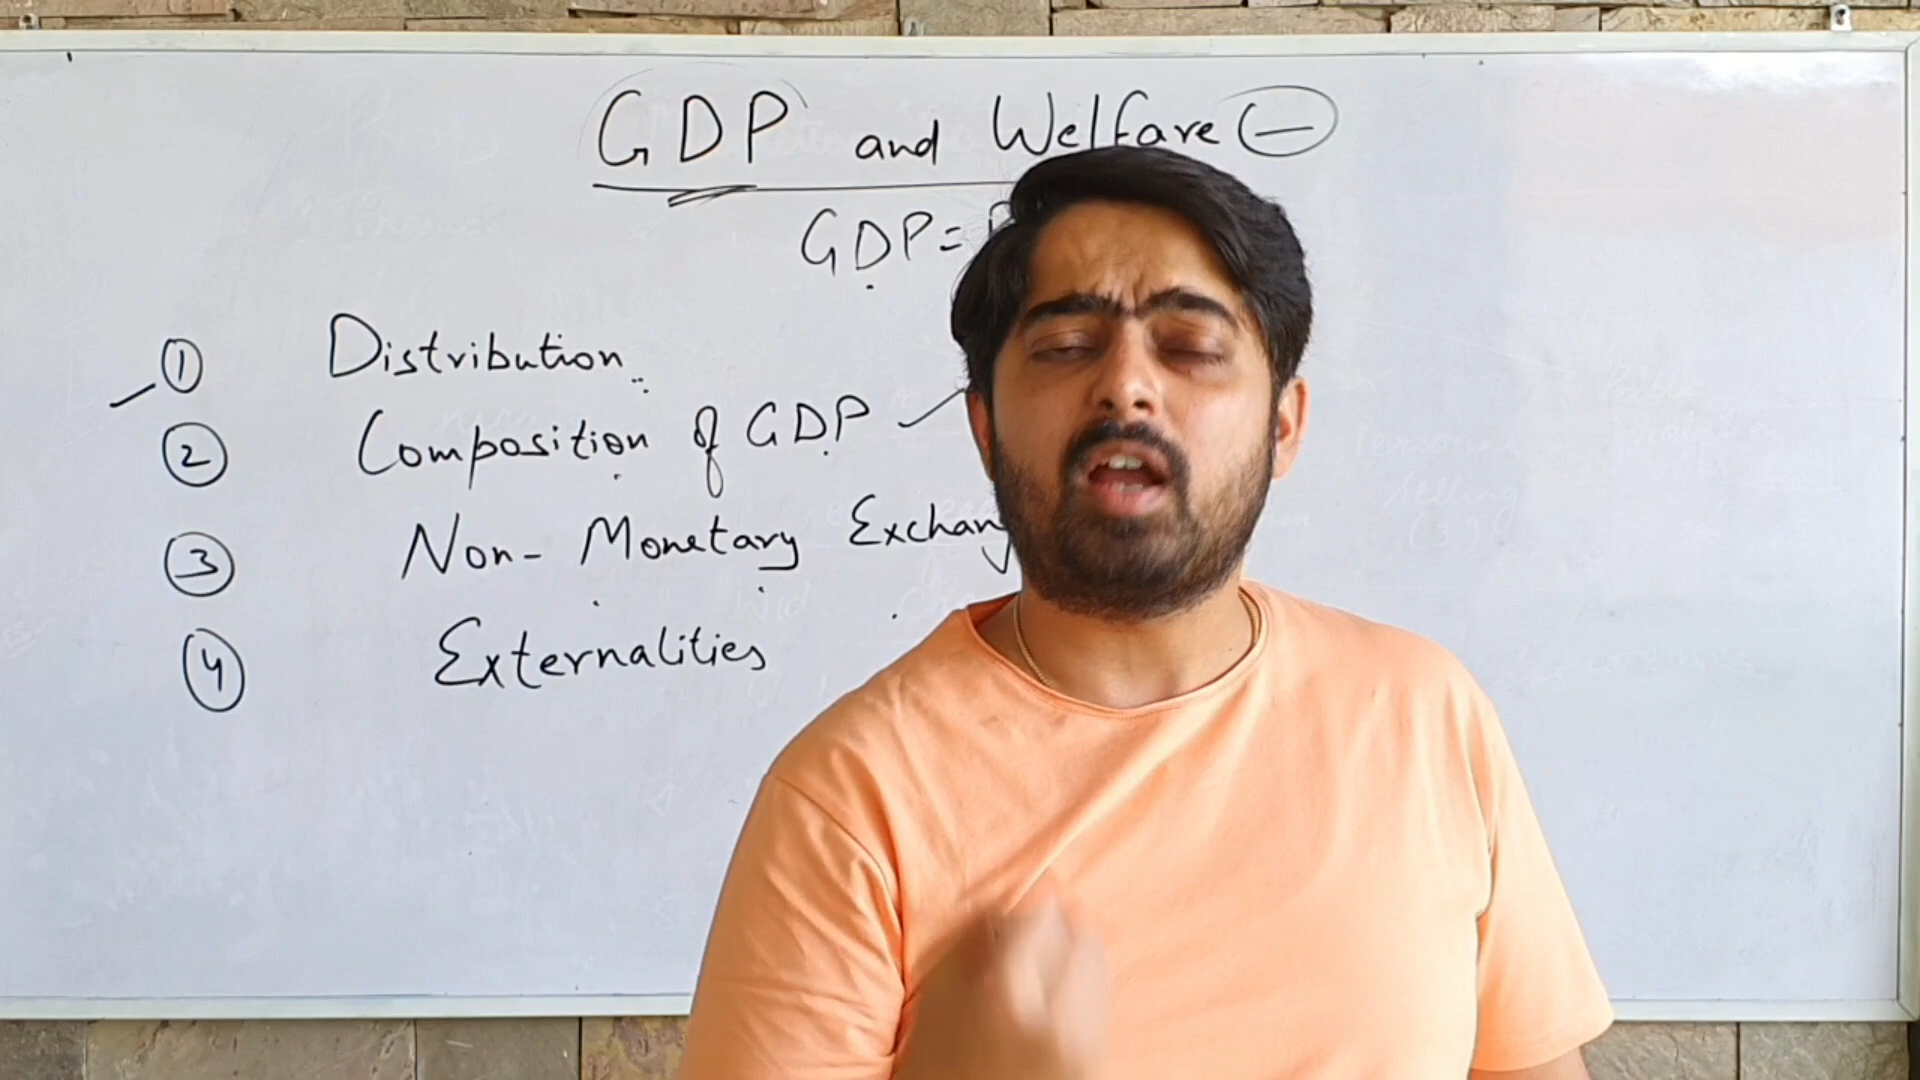 GDP and Welfare
GDP =
① Distribution
② Composition of GDP
③ Non-Monetary Exchang
④ Externalities